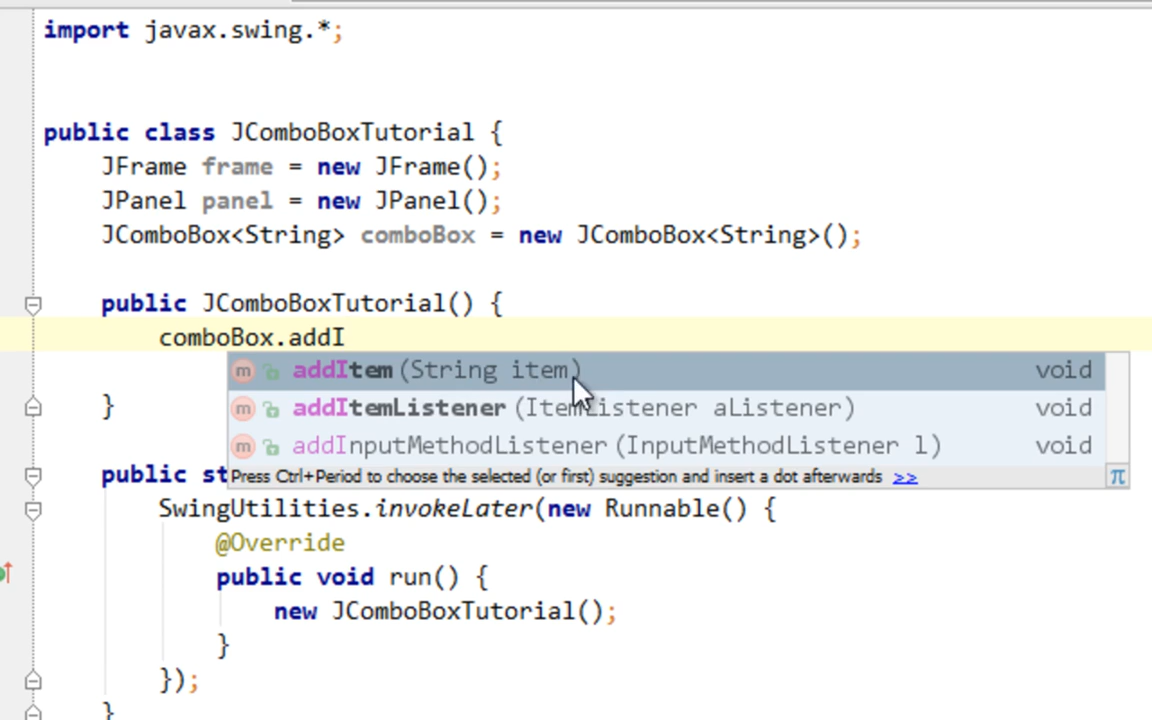 import javax.swing.*;
public class JComboBoxTutorial {
JFrame frame = new JFrame();
JPanel panel = new JPanel();
JComboBox<String> comboBox = new JComboBox<String>();
public JComboBoxTutorial() {
comboBox.addI
m addItem(String item) void
m addItemListener(ItemListener aListener) void
}
m addInputMethodListener(InputMethodListener l) void
public st
Press Ctrl+Period to choose the selected (or first) suggestion and insert a dot afterwards >> π
SwingUtilities.invokeLater(new Runnable() {
@Override
public void run() {
new JComboBoxTutorial();
}
});
}